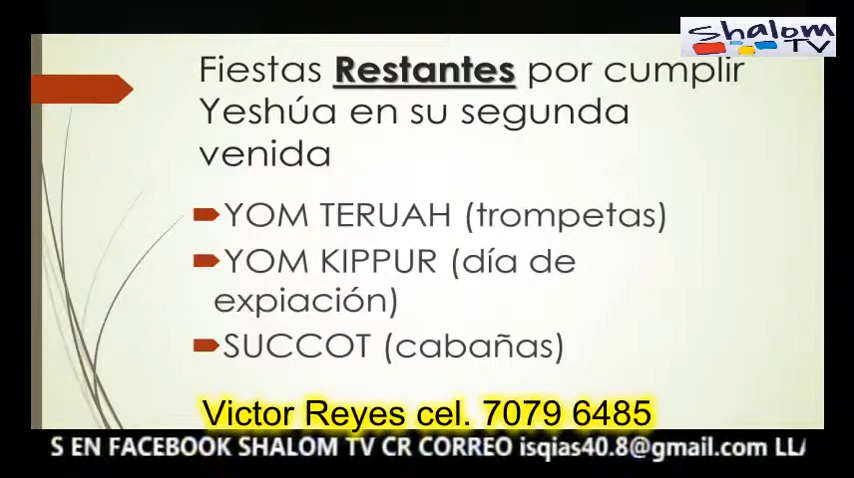 Shalom
TV
Fiestas Restantes por cumplir
Yeshúa en su segunda
venida
YOM TERUAH (trompetas)
YOM KIPPUR (día de
expiación)
SUCCOT (cabañas)
Victor Reyes cel. 7079 6485
S EN FACEBOOK SHALOM TV CR CORREO isqias40.8@gmail.com LLA